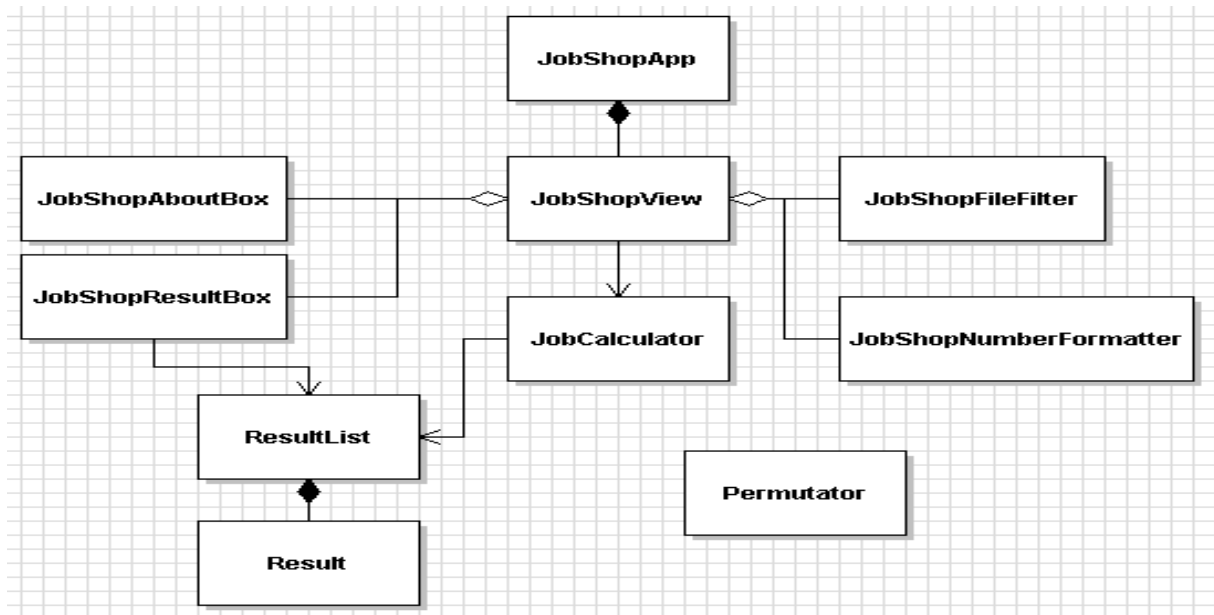 JobShopApp
JobShopAboutBox
JobShopView
JobShopFileFilter
JobShopResultBox
JobCalculator
JobShopNumberFormatter
ResultList
Permutator
Result